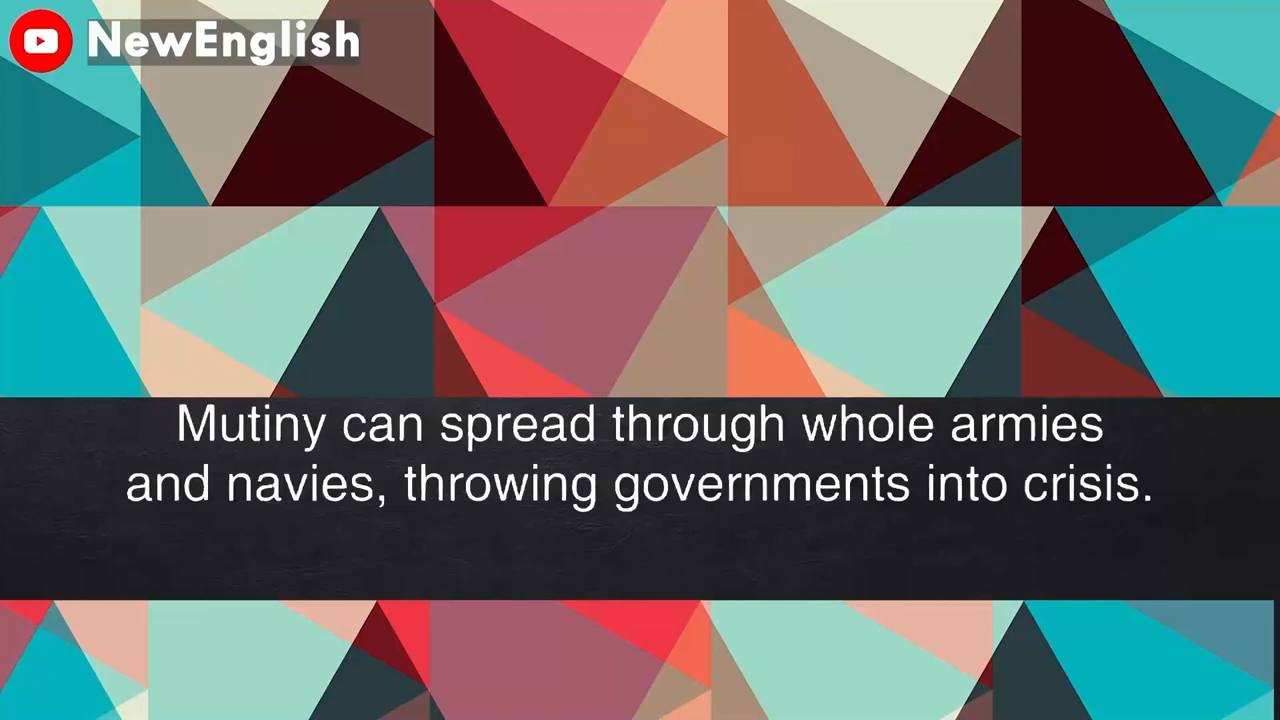 NewEnglish
Mutiny can spread through whole armies
and navies, throwing governments into crisis.